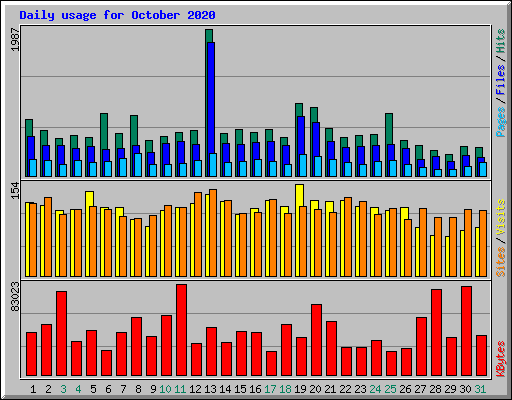 Daily usage for October 2020
1987
Pages / Files / Hits
154
Sites / Visits
83023
KBytes
1 2 3 4 5 6 7 8 9 10 11 12 13 14 15 16 17 18 19 20 21 22 23 24 25 26 27 28 29 30 31